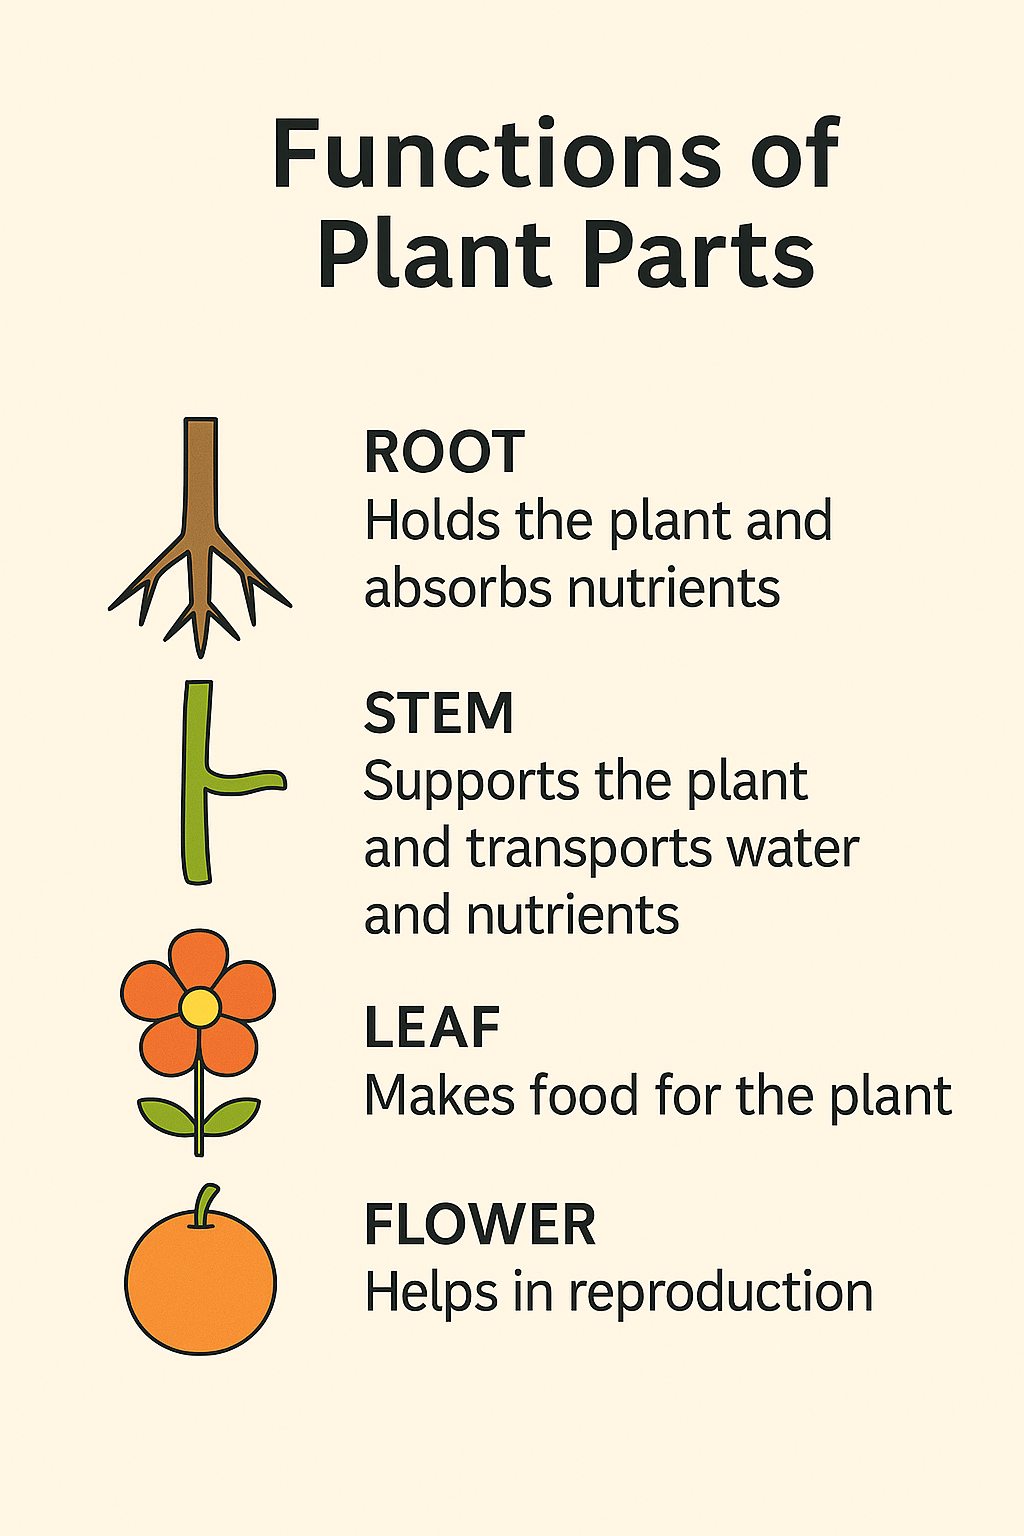 Functions of
Plant Parts
ROOT
Holds the plant and
absorbs nutrients
STEM
Supports the plant
and transports water
and nutrients
LEAF
Makes food for the plant
FLOWER
Helps in reproduction